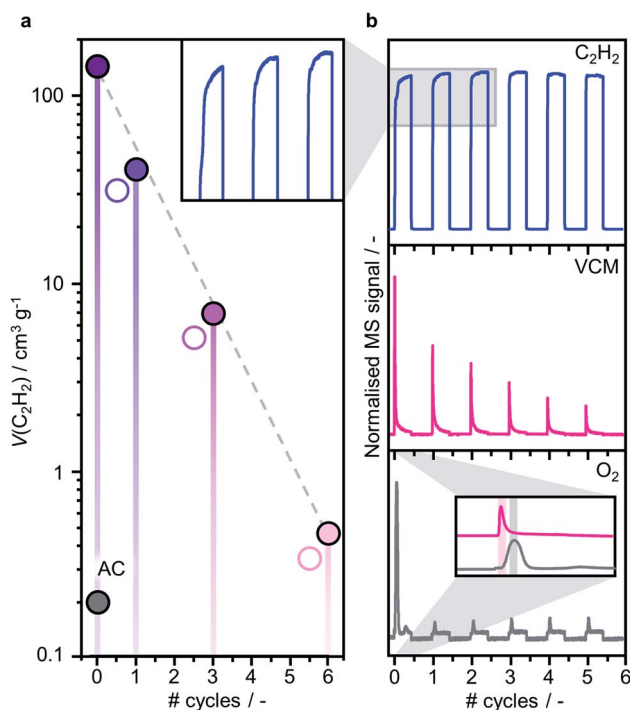 a
V(C₂H₂) / cm³ g⁻¹
100
10
1
0.1
AC
0 1 2 3 4 5 6
# cycles / -
b
Normalised MS signal / -
C₂H₂
VCM
O₂
0 1 2 3 4 5 6
# cycles / -